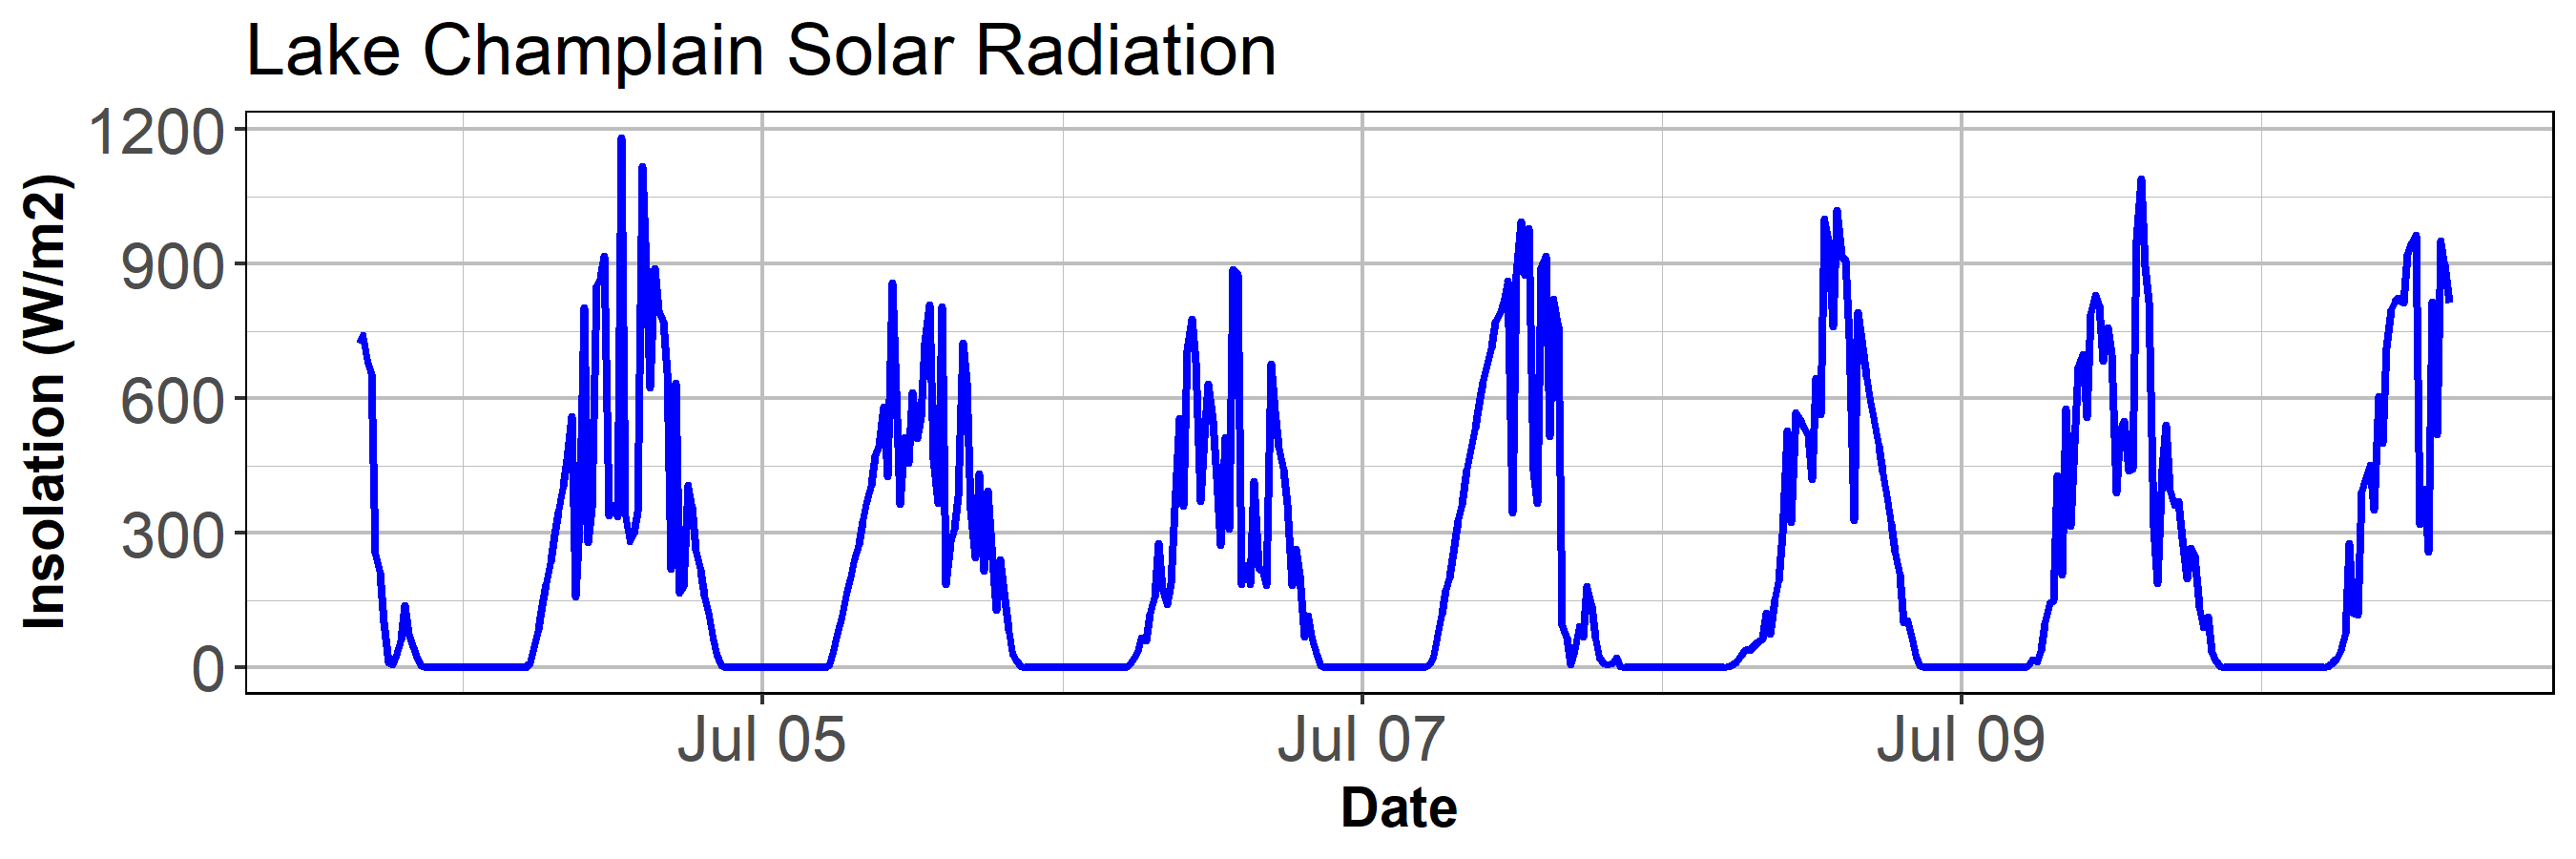 Lake Champlain Solar Radiation
Insolation (W/m2)
1200
900
600
300
0
Jul 05 Jul 07 Jul 09
Date